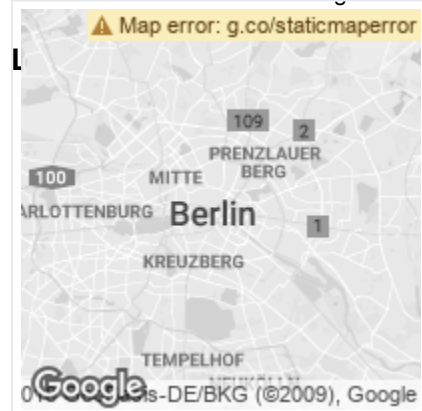 Map error: g.co/staticmaperror
L
109
2
PRENZLAUER
BERG
100
MITTE
ARLOTTENBURG
Berlin
1
KREUZBERG
TEMPELHOF
Google
-DE/BKG (©2009), Google